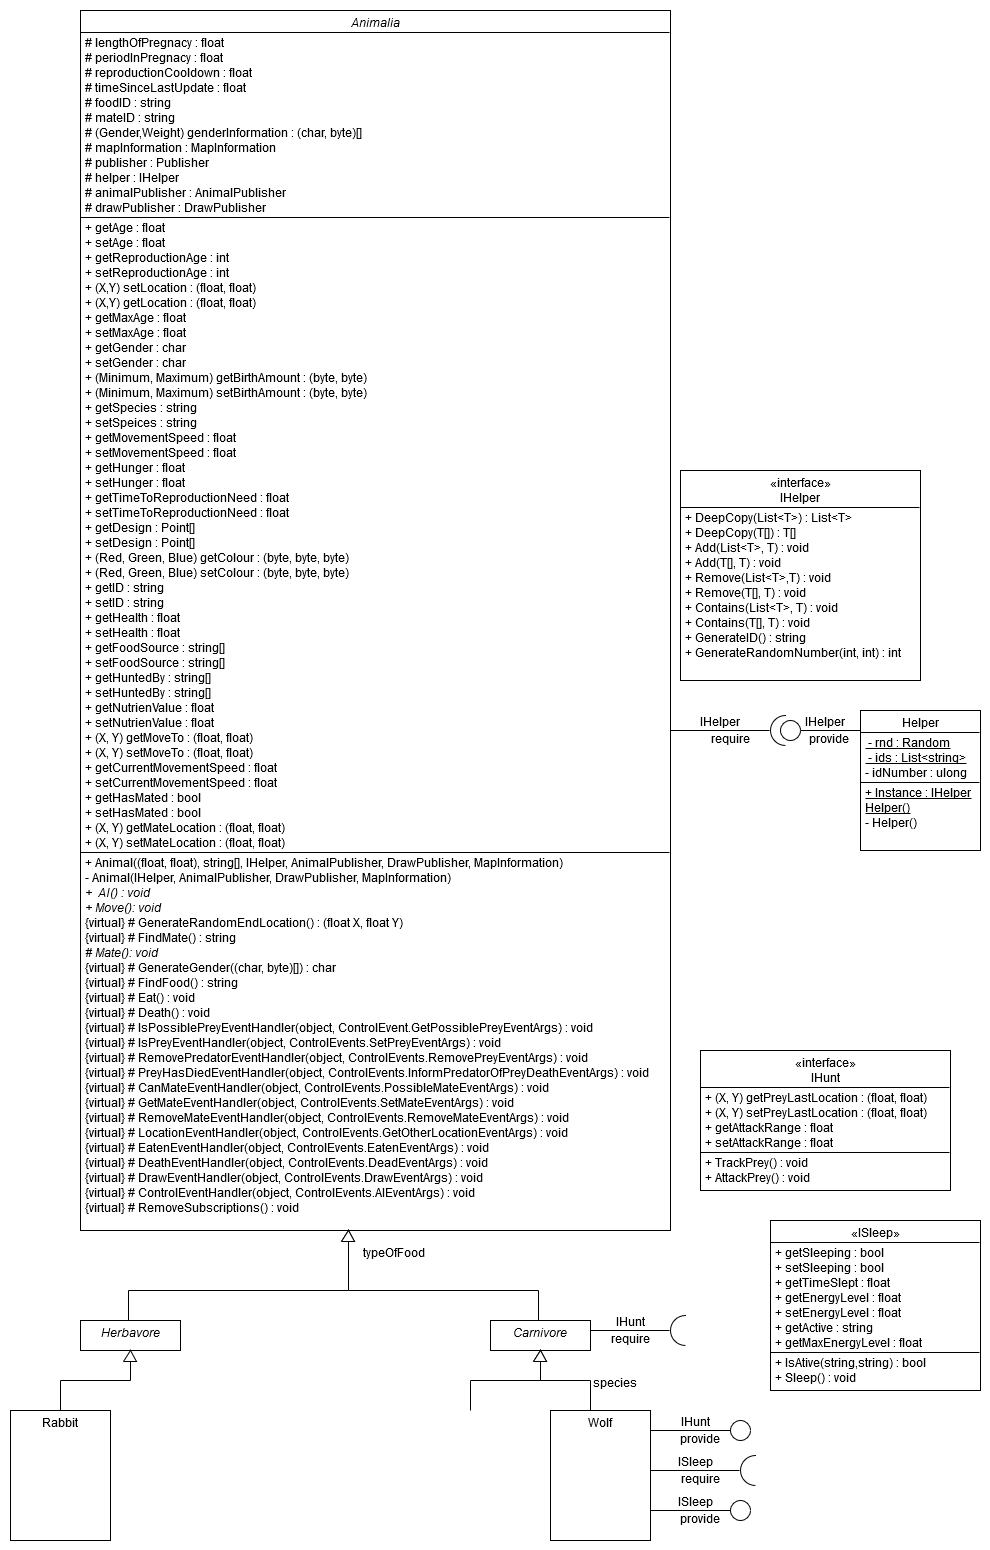 Animalia
# lengthOfPregnacy : float
# periodInPregnacy : float
# reproductionCooldown : float
# timeSinceLastUpdate : float
# foodID : string
# mateID : string
# (Gender,Weight) genderInformation : (char, byte)[]
# mapInformation : MapInformation
# publisher : Publisher
# helper : IHelper
# animalPublisher : AnimalPublisher
# drawPublisher : DrawPublisher
+ getAge : float
+ setAge : float
+ getReproductionAge : int
+ setReproductionAge : int
+ (X,Y) setLocation : (float, float)
+ (X,Y) getLocation : (float, float)
+ getMaxAge : float
+ setMaxAge : float
+ getGender : char
+ setGender : char
+ (Minimum, Maximum) getBirthAmount : (byte, byte)
+ (Minimum, Maximum) setBirthAmount : (byte, byte)
+ getSpecies : string
+ setSpeices : string
+ getMovementSpeed : float
+ setMovementSpeed : float
+ getHunger : float
+ setHunger : float
+ getTimeToReproductionNeed : float
+ setTimeToReproductionNeed : float
+ getDesign : Point[]
+ setDesign : Point[]
+ (Red, Green, Blue) getColour : (byte, byte, byte)
+ (Red, Green, Blue) setColour : (byte, byte, byte)
+ getID : string
+ setID : string
+ getHealth : float
+ setHealth : float
+ getFoodSource : string[]
+ setFoodSource : string[]
+ getHuntedBy : string[]
+ setHuntedBy : string[]
+ getNutrienValue : float
+ setNutrienValue : float
+ (X, Y) getMoveTo : (float, float)
+ (X, Y) setMoveTo : (float, float)
+ getCurrentMovementSpeed : float
+ setCurrentMovementSpeed : float
+ getHasMated : bool
+ setHasMated : bool
+ (X, Y) getMateLocation : (float, float)
+ (X, Y) setMateLocation : (float, float)
+ Animal((float, float), string[], IHelper, AnimalPublisher, DrawPublisher, MapInformation)
- Animal(IHelper, AnimalPublisher, DrawPublisher, MapInformation)
+ AI() : void
+ Move(): void
{virtual} # GenerateRandomEndLocation() : (float X, float Y)
{virtual} # FindMate() : string
# Mate(): void
{virtual} # GenerateGender((char, byte)[]) : char
{virtual} # FindFood() : string
{virtual} # Eat() : void
{virtual} # Death() : void
{virtual} # IsPossiblePreyEventHandler(object, ControlEvent.GetPossiblePreyEventArgs) : void
{virtual} # IsPreyEventHandler(object, ControlEvents.SetPreyEventArgs) : void
{virtual} # RemovePredatorEventHandler(object, ControlEvents.RemovePreyEventArgs) : void
{virtual} # PreyHasDiedEventHandler(object, ControlEvents.InformPredatorOfPreyDeathEventArgs) : void
{virtual} # CanMateEventHandler(object, ControlEvents.PossibleMateEventArgs) : void
{virtual} # GetMateEventHandler(object, ControlEvents.SetMateEventArgs) : void
{virtual} # RemoveMateEventHandler(object, ControlEvents.RemoveMateEventArgs) : void
{virtual} # LocationEventHandler(object, ControlEvents.GetOtherLocationEventArgs) : void
{virtual} # EatenEventHandler(object, ControlEvents.EatenEventArgs) : void
{virtual} # DeathEventHandler(object, ControlEvents.DeadEventArgs) : void
{virtual} # DrawEventHandler(object, ControlEvents.DrawEventArgs) : void
{virtual} # ControlEventHandler(object, ControlEvents.AIEventArgs) : void
{virtual} # RemoveSubscriptions() : void
«interface»
IHelper
+ DeepCopy(List<T>) : List<T>
+ DeepCopy(T[]) : T[]
+ Add(List<T>, T) : void
+ Add(T[], T) : void
+ Remove(List<T>,T) : void
+ Remove(T[], T) : void
+ Contains(List<T>, T) : void
+ Contains(T[], T) : void
+ GenerateID() : string
+ GenerateRandomNumber(int, int) : int
IHelper
require
IHelper
provide
Helper
- rnd : Random
- ids : List<string>
- idNumber : ulong
+ Instance : IHelper
Helper()
- Helper()
«interface»
IHunt
+ (X, Y) getPreyLastLocation : (float, float)
+ (X, Y) setPreyLastLocation : (float, float)
+ getAttackRange : float
+ setAttackRange : float
+ TrackPrey() : void
+ AttackPrey() : void
«ISleep»
+ getSleeping : bool
+ setSleeping : bool
+ getTimeSlept : float
+ getEnergyLevel : float
+ setEnergyLevel : float
+ getActive : string
+ getMaxEnergyLevel : float
+ IsAtive(string,string) : bool
+ Sleep() : void
typeOfFood
Herbavore
Carnivore
IHunt
require
species
Rabbit
Wolf
IHunt
provide
ISleep
require
ISleep
provide